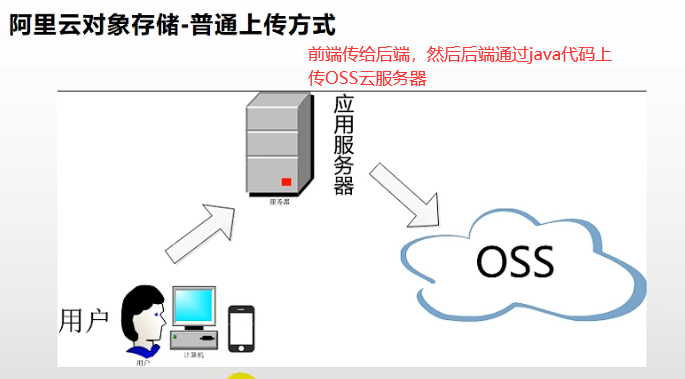 阿里云对象存储-普通上传方式
前端传给后端，然后后端通过java代码上
传OSS云服务器
应用服务器
服务器
OSS
用户
用户
计算机